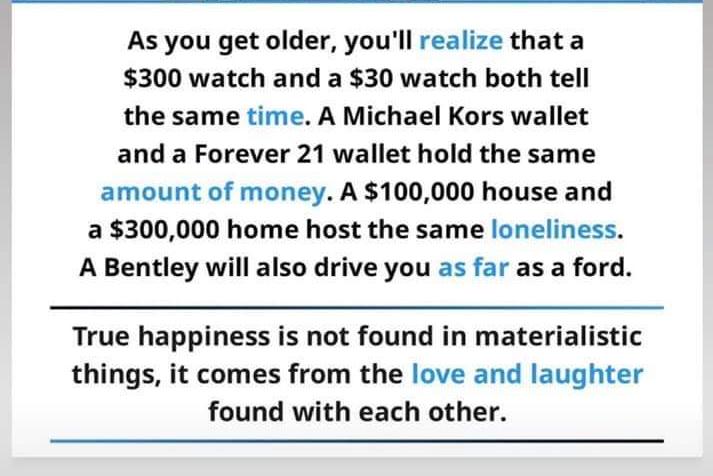 As you get older, you'll realize that a
$300 watch and a $30 watch both tell
the same time. A Michael Kors wallet
and a Forever 21 wallet hold the same
amount of money. A $100,000 house and
a $300,000 home host the same loneliness.
A Bentley will also drive you as far as a ford.
True happiness is not found in materialistic
things, it comes from the love and laughter
found with each other.